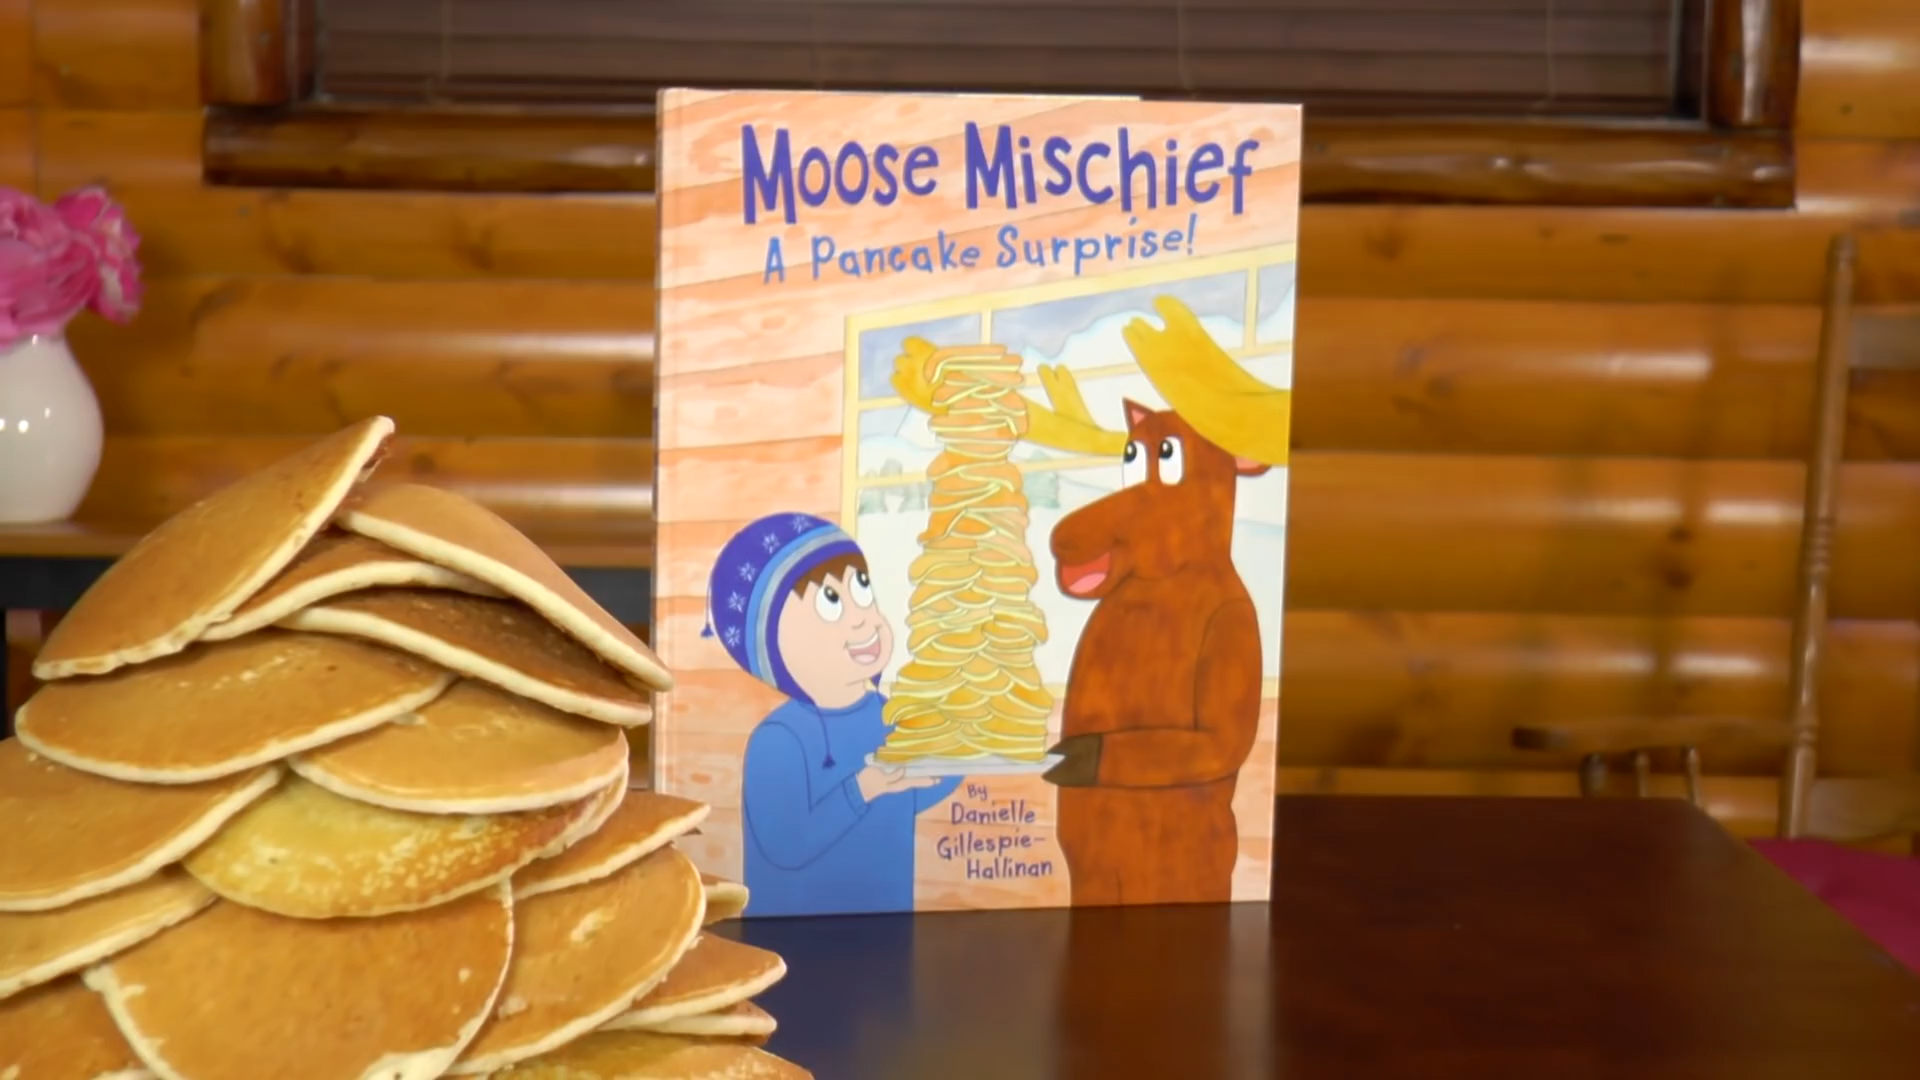 Moose Mischief
A Pancake Surprise!
By
Danielle
Gillespie-
Hallinan